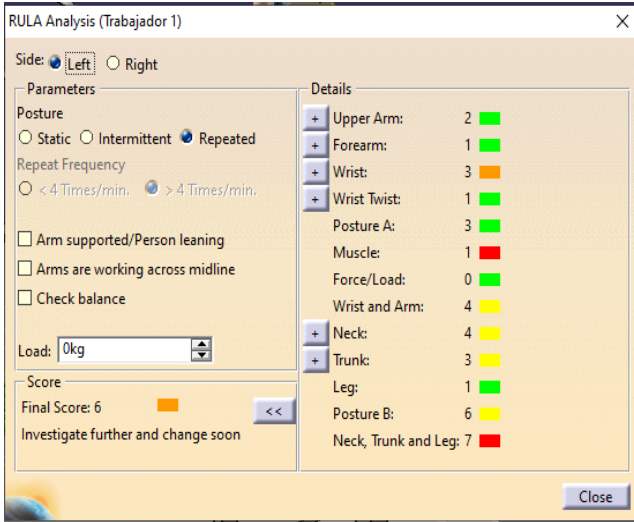 RULA Analysis (Trabajador 1)
Side: Left Right
Parameters
Posture
Static Intermittent Repeated
Repeat Frequency
< 4 Times/min. > 4 Times/min.
Arm supported/Person leaning
Arms are working across midline
Check balance
Load: 0kg
Score
Final Score: 6
<<
Investigate further and change soon
Details
+ Upper Arm: 2
+ Forearm: 1
+ Wrist: 3
+ Wrist Twist: 1
Posture A: 3
Muscle: 1
Force/Load: 0
Wrist and Arm: 4
+ Neck: 4
+ Trunk: 3
Leg: 1
Posture B: 6
Neck, Trunk and Leg: 7
Close